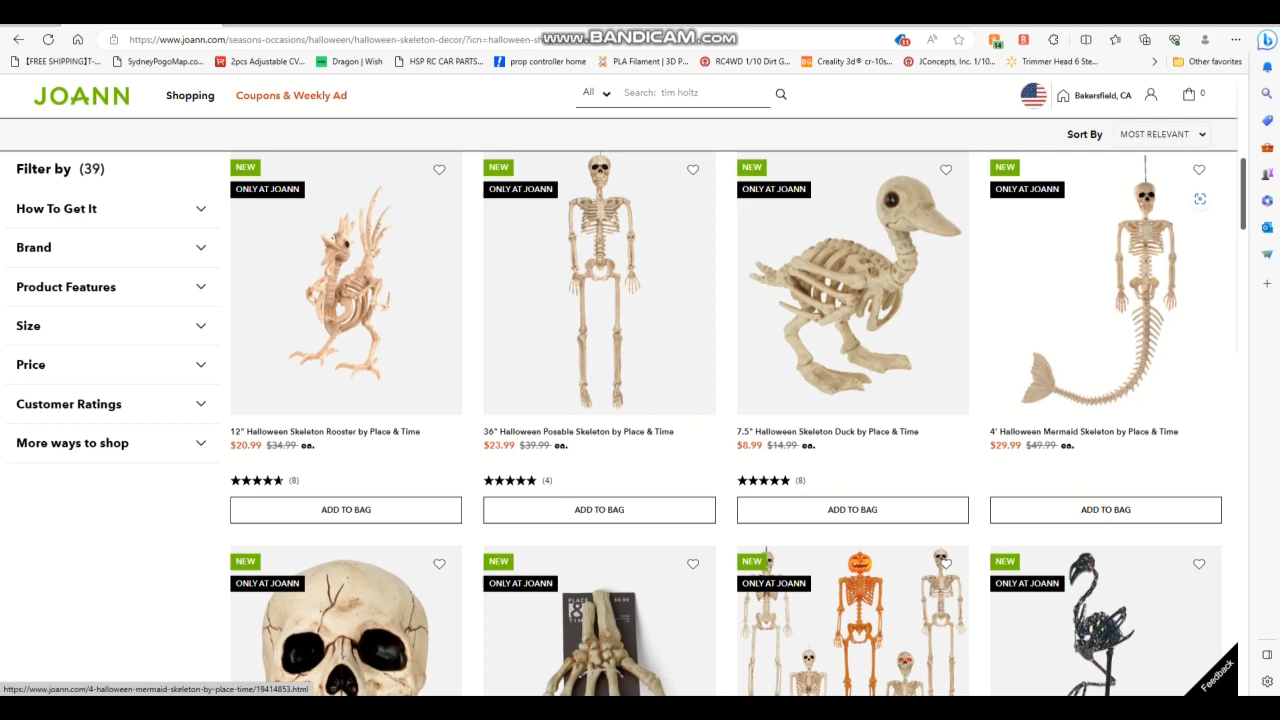 www.BANDICAM.com
https://www.joann.com/seasons-occasions/halloween/halloween-skeleton-decor/?icn=halloween-sh
11
14
[FREE SHIPPING]T-...
SydneyPogoMap.co...
2pcs Adjustable CV...
Dragon | Wish
HSP RC CAR PARTS...
prop controller home
PLA Filament | 3D P...
RC4WD 1/10 Dirt G...
Creality 3d® cr-10s...
JConcepts, Inc. 1/10...
Trimmer Head 6 Ste...
Other favorites
JOANN
Shopping
Coupons & Weekly Ad
All
Search: tim holtz
Bakersfield, CA
0
Sort By
MOST RELEVANT
Filter by (39)
How To Get It
Brand
Product Features
Size
Price
Customer Ratings
More ways to shop
NEW
ONLY AT JOANN
12" Halloween Skeleton Rooster by Place & Time
$20.99 $34.99 ea.
(8)
ADD TO BAG
NEW
ONLY AT JOANN
36" Halloween Posable Skeleton by Place & Time
$23.99 $39.99 ea.
(4)
ADD TO BAG
NEW
ONLY AT JOANN
7.5" Halloween Skeleton Duck by Place & Time
$8.99 $14.99 ea.
(8)
ADD TO BAG
NEW
ONLY AT JOANN
4' Halloween Mermaid Skeleton by Place & Time
$29.99 $49.99 ea.
ADD TO BAG
NEW
ONLY AT JOANN
NEW
ONLY AT JOANN
PLACE
&
TIME
$6.99
NEW
ONLY AT JOANN
NEW
ONLY AT JOANN
Feedback
https://www.joann.com/4-halloween-mermaid-skeleton-by-place-time/19414853.html